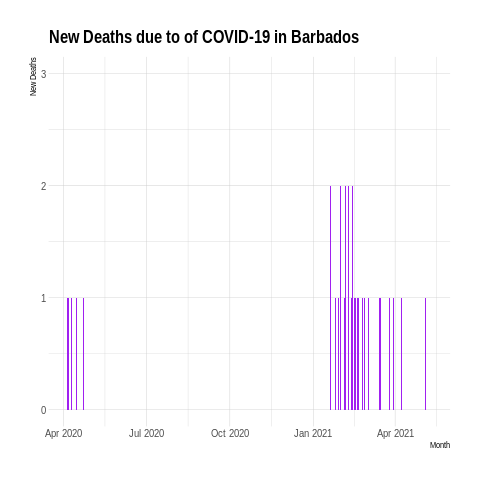 New Deaths due to of COVID-19 in Barbados
New Deaths
3
2
1
0
Apr 2020 Jul 2020 Oct 2020 Jan 2021 Apr 2021
Month